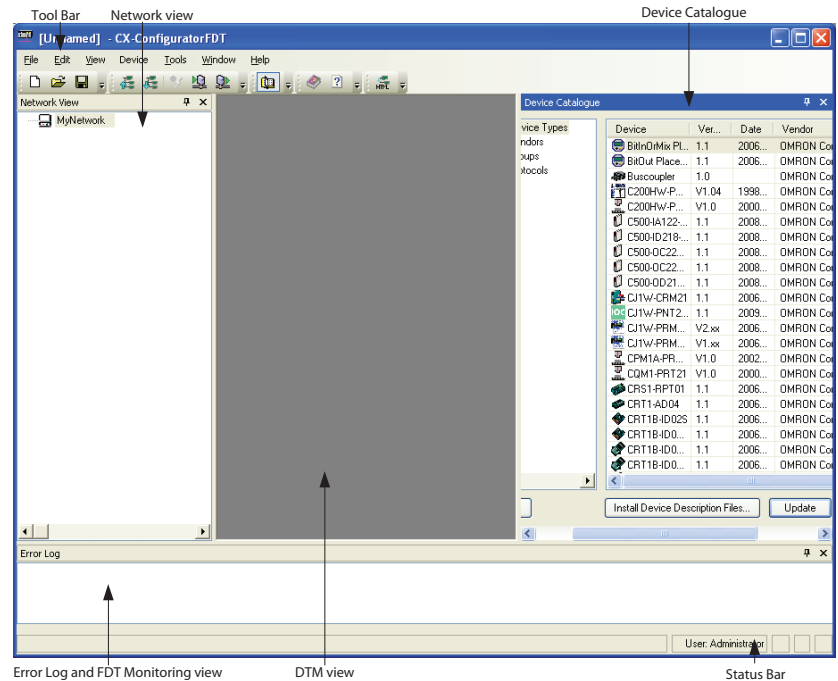 Tool Bar
Network view
Device Catalogue
[Unnamed] - CX-ConfiguratorFDT
File Edit View Device Tools Window Help
Network View
MyNetwork
Device Catalogue
vice Types
ndors
oups
otocols
Device Ver... Date Vendor
BitInOrMix Pl... 1.1 2006... OMRON Co
BitOut Place... 1.1 2006... OMRON Co
Buscoupler 1.0 OMRON Co
C200HW-P... V1.04 1998... OMRON Co
C200HW-P... V1.0 2000... OMRON Co
C500-IA122-... 1.1 2008... OMRON Co
C500-ID218-... 1.1 2008... OMRON Co
C500-OC22... 1.1 2008... OMRON Co
C500-OC22... 1.1 2008... OMRON Co
C500-OD21... 1.1 2008... OMRON Co
CJ1W-CRM21 1.1 2006... OMRON Co
CJ1W-PNT2... 1.1 2009... OMRON Co
CJ1W-PRM... V2.xx 2006... OMRON Co
CJ1W-PRM... V1.xx 2006... OMRON Co
CPM1A-PR... V1.0 2002... OMRON Co
CQM1-PRT21 V1.0 2000... OMRON Co
CRS1-RPT01 1.1 2006... OMRON Co
CRT1-AD04 1.1 2006... OMRON Co
CRT1B-ID02S 1.1 2006... OMRON Co
CRT1B-ID0... 1.1 2006... OMRON Co
CRT1B-ID0... 1.1 2006... OMRON Co
CRT1B-ID0... 1.1 2006... OMRON Co
Install Device Description Files... Update
Error Log
User: Administrator
Error Log and FDT Monitoring view
DTM view
Status Bar